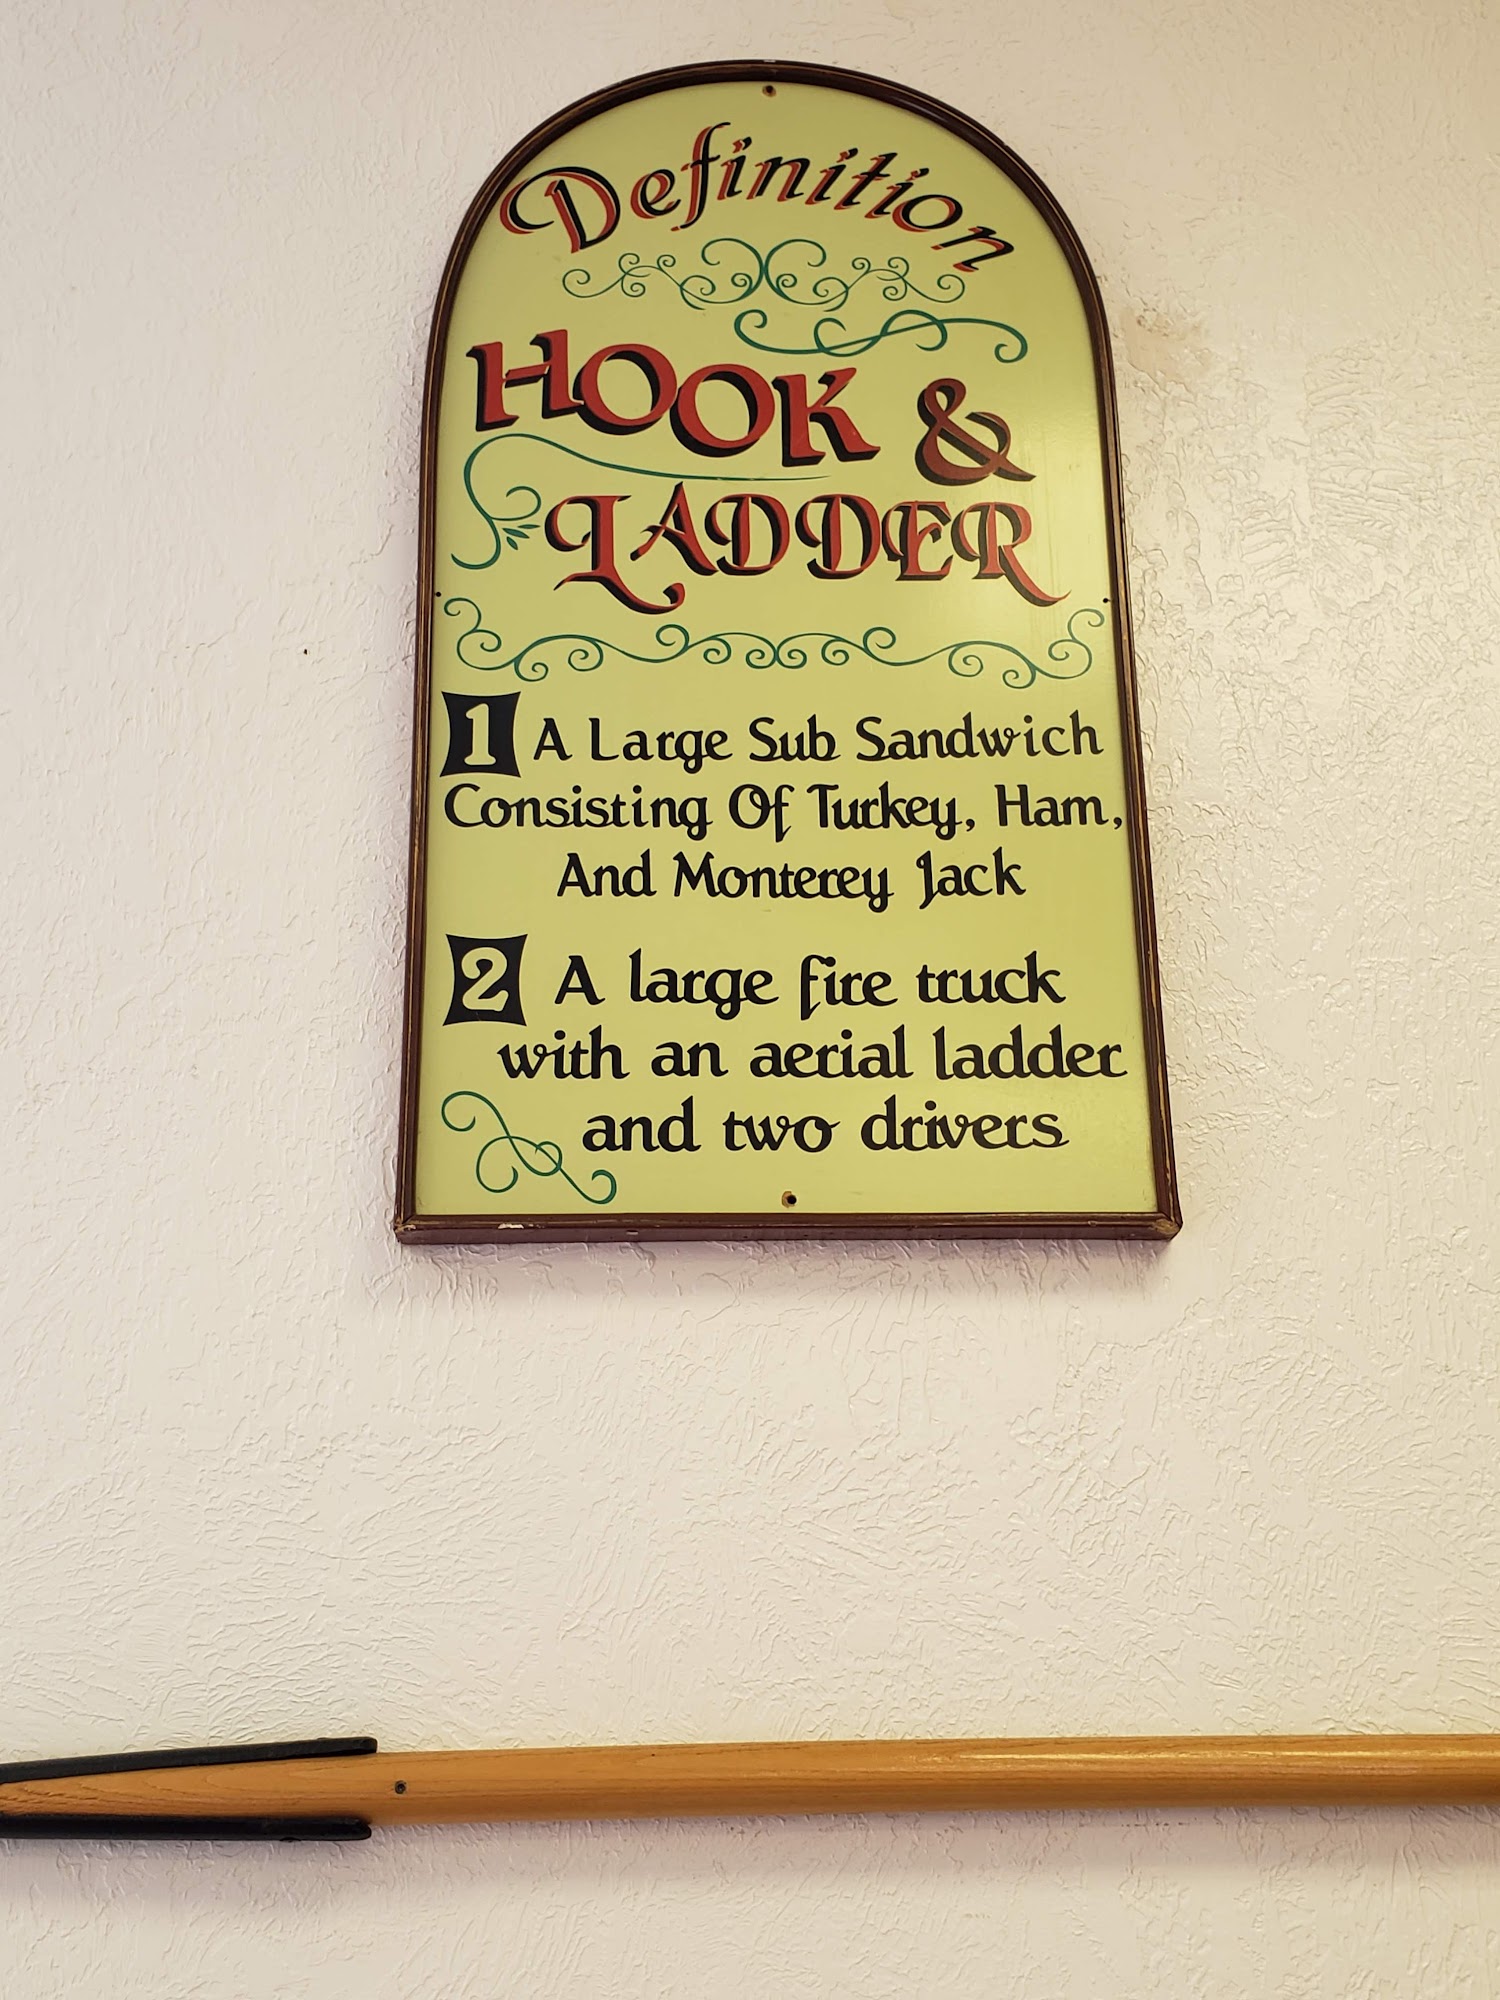 Definition
HOOK &
LADDER
1 A Large Sub Sandwich
Consisting Of Turkey, Ham,
And Monterey Jack
2 A large fire truck
with an aerial ladder
and two drivers